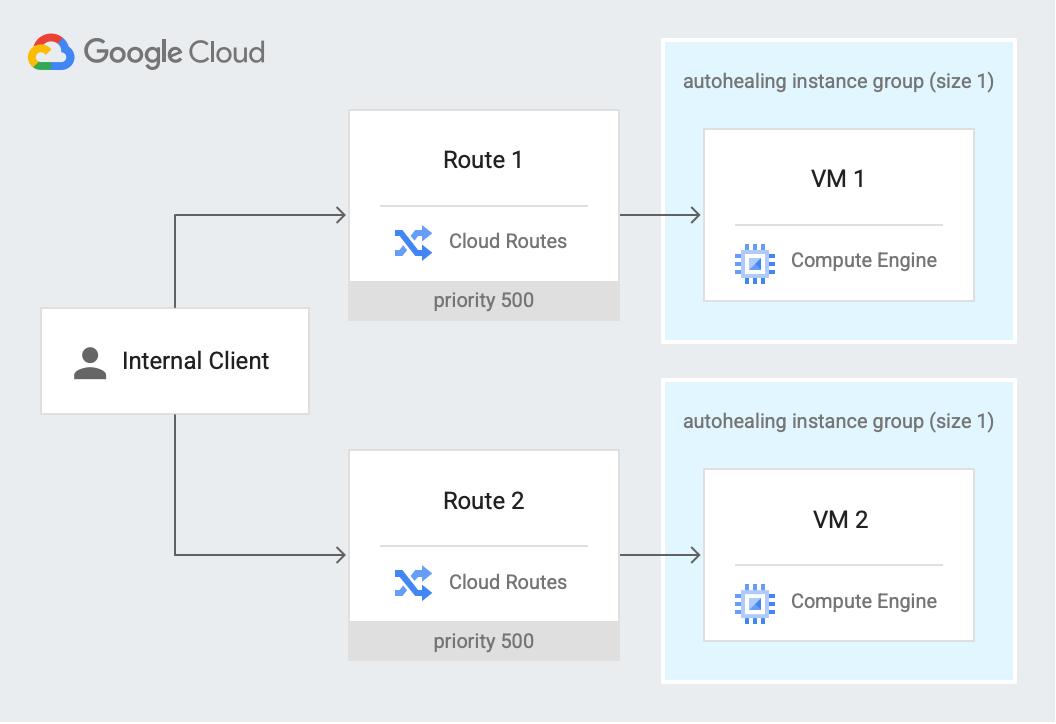 Google Cloud
autohealing instance group (size 1)
Route 1
Cloud Routes
priority 500
VM 1
Compute Engine
Internal Client
autohealing instance group (size 1)
Route 2
Cloud Routes
priority 500
VM 2
Compute Engine